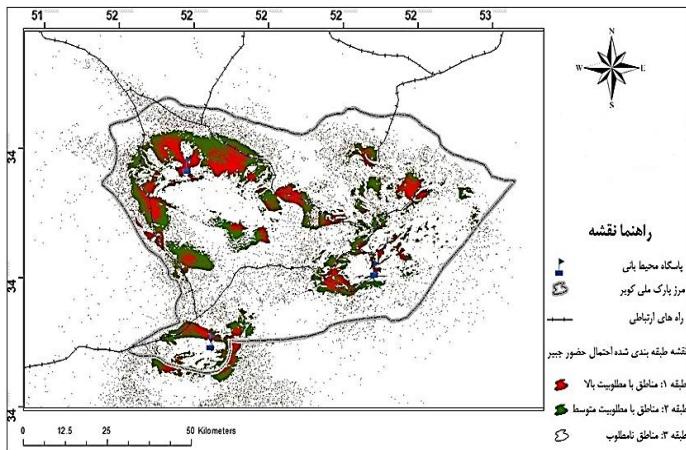 51 52 52 52 52 53
N
W E
S
34
34
34
راهنما نقشه
پاسگاه محیط بانی
مرز پارک ملی کویر
راه های ارتباطی
نقشه طبقه بندی شده احتمال حضور جبیر
طبقه ۱: مناطق با مطلوبیت بالا
طبقه ۲: مناطق با مطلوبیت متوسط
طبقه ۳: مناطق نامطلوب
0 12.5 25 50 Kilometers